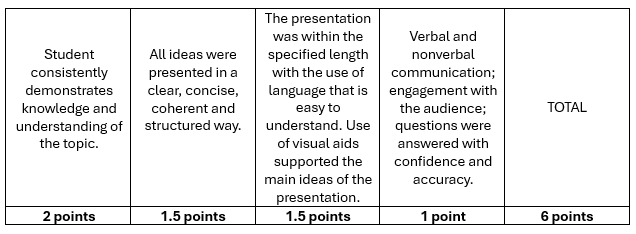 Student
consistently
demonstrates
knowledge and
understanding of
the topic.
All ideas were
presented in a
clear, concise,
coherent and
structured way.
The presentation
was within the
specified length
with the use of
language that is
easy to
understand. Use
of visual aids
supported the
main ideas of the
presentation.
Verbal and
nonverbal
communication;
engagement with
the audience;
questions were
answered with
confidence and
accuracy.
TOTAL
2 points
1.5 points
1.5 points
1 point
6 points